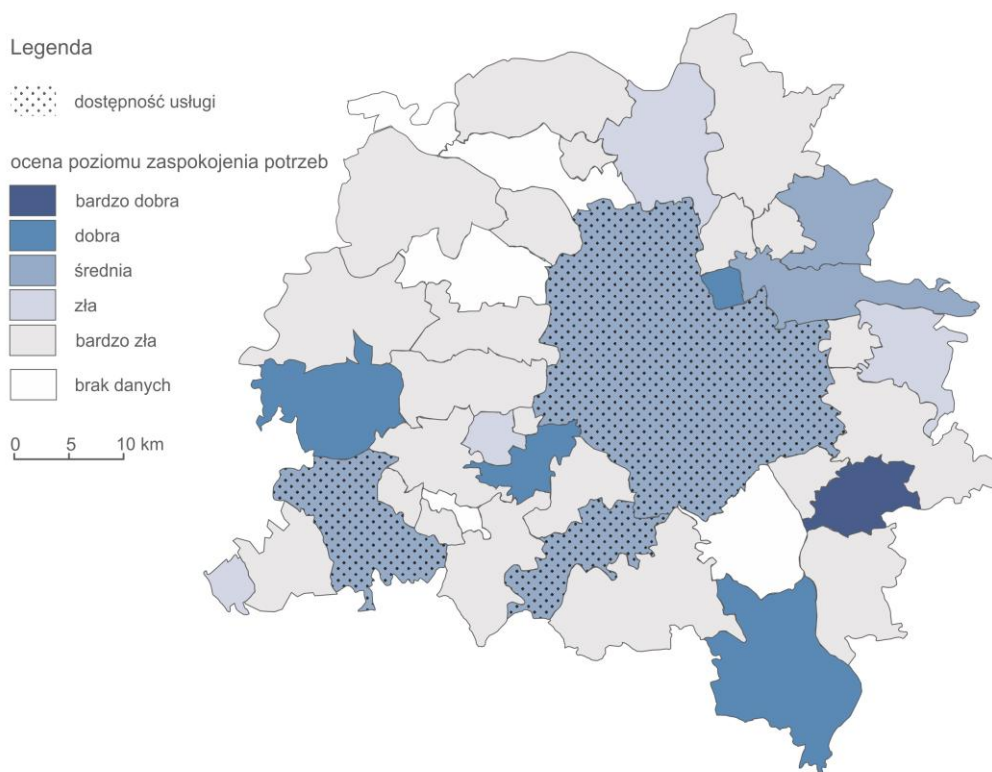 Legenda
dostępność usługi
ocena poziomu zaspokojenia potrzeb
bardzo dobra
dobra
średnia
zła
bardzo zła
brak danych
0 5 10 km